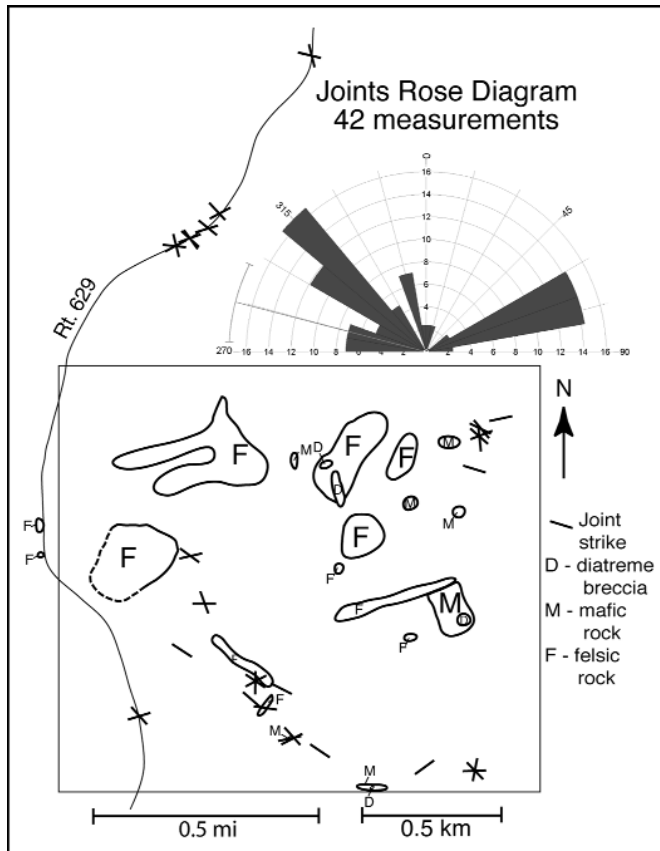 Joints Rose Diagram
42 measurements
0
16
14
12
10
8
6
4
315
45
270
16 14 12 10 8 6 4 2
2 4 6 8 10 12 14 16
90
Rt. 629
N
F
M D
F
F
M
D
M
M
F
F
F
F
F
F
M
D
F
F
F
M
M
D
Joint
strike
D - diatreme
breccia
M - mafic
rock
F - felsic
rock
0.5 mi
0.5 km